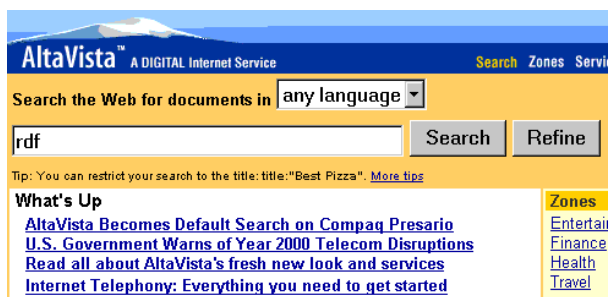 AltaVista™ A DIGITAL Internet Service
Search Zones
Search the Web for documents in any language
rdf Search Refine
Tip: You can restrict your search to the title: title:"Best Pizza". More tips
What's Up
AltaVista Becomes Default Search on Compaq Presario
U.S. Government Warns of Year 2000 Telecom Disruptions
Read all about AltaVista's fresh new look and services
Internet Telephony: Everything you need to get started
Zones
Finance
Health
Travel